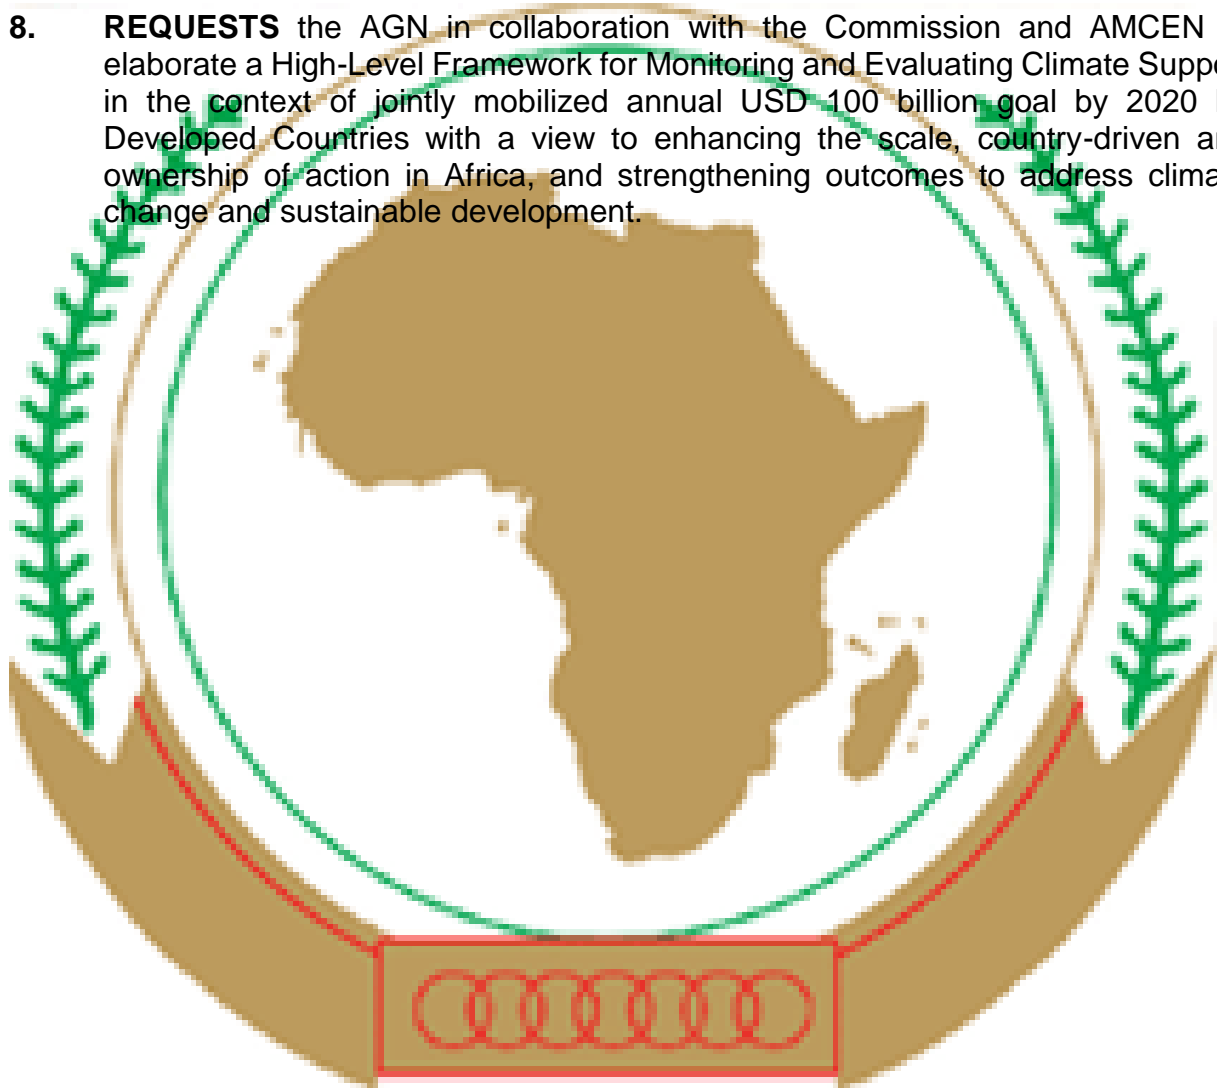 8. REQUESTS the AGN in collaboration with the Commission and AMCEN
elaborate a High-Level Framework for Monitoring and Evaluating Climate Suppo
in the context of jointly mobilized annual USD 100 billion goal by 2020
Developed Countries with a view to enhancing the scale, country-driven a
ownership of action in Africa, and strengthening outcomes to address clima
change and sustainable development.